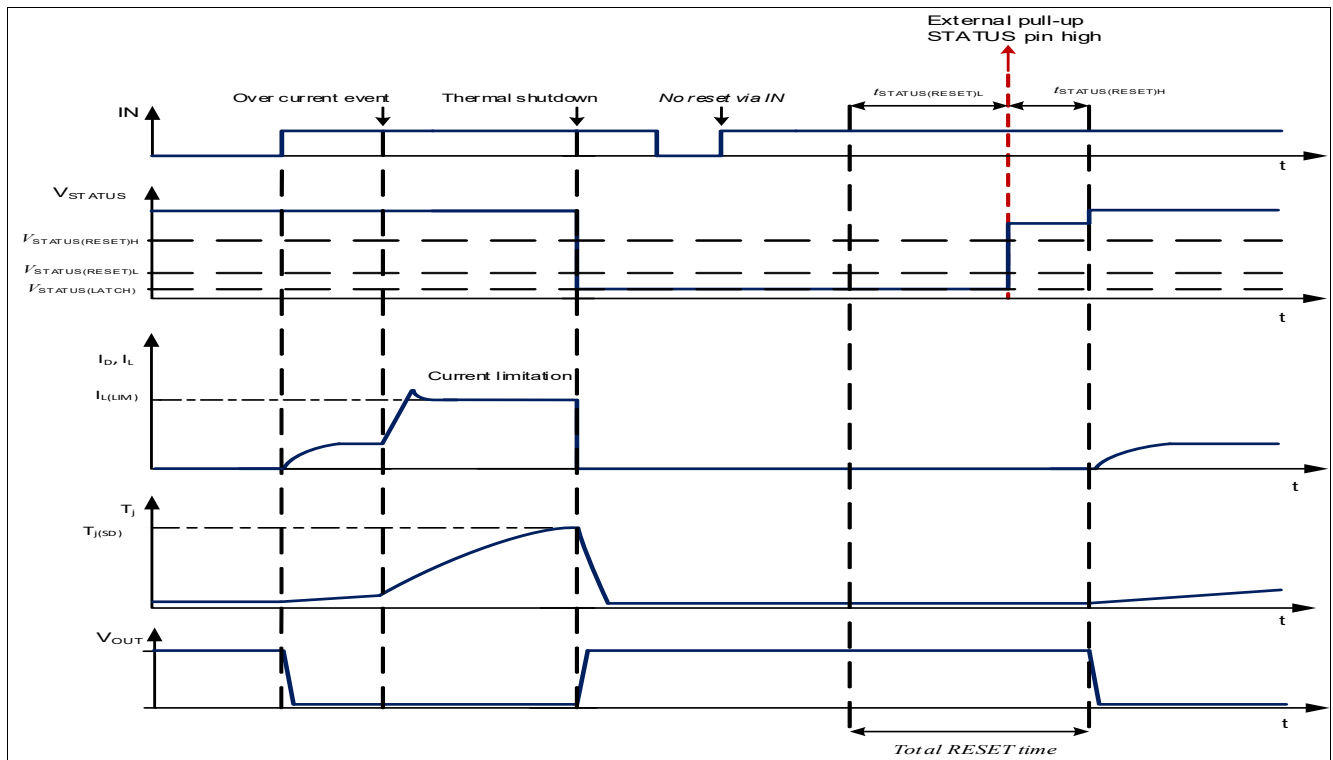 External pull-up
STATUS pin high
Over current event
Thermal shutdown
No reset via IN
tSTATUS(RESET)L
tSTATUS(RESET)H
IN
t
VSTATUS
VSTATUS(RESET)H
VSTATUS(RESET)L
VSTATUS(LATCH)
t
ID, IL
Current limitation
IL(LIM)
t
Tj
Tj(SD)
t
VOUT
t
Total RESET time